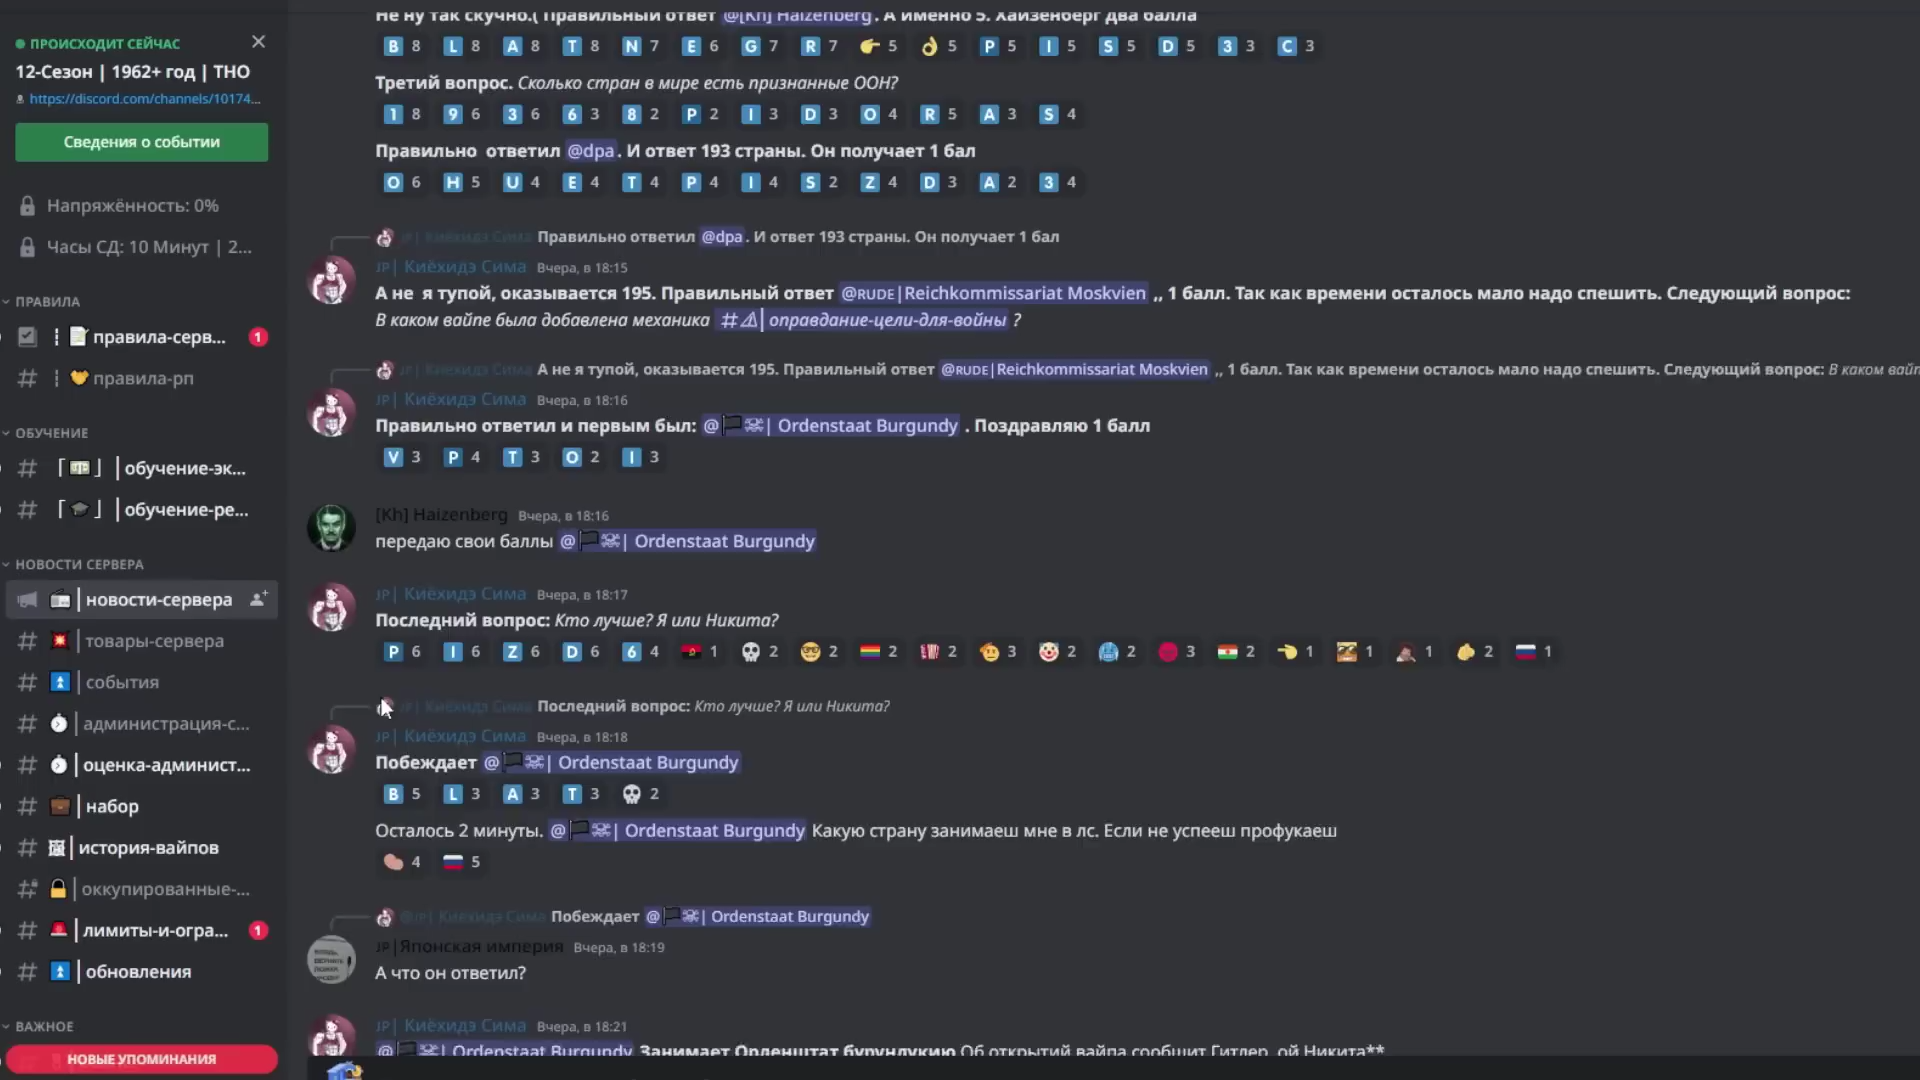 ПРОИСХОДИТ СЕЙЧАС
12-Сезон | 1962+ год | ТНО
https://discord.com/channels/10174...
Сведения о событии
Напряжённость: 0%
Часы СД: 10 Минут | 2...
ПРАВИЛА
правила-серв... 1
правила-рп
ОБУЧЕНИЕ
обучение-эк...
обучение-ре...
НОВОСТИ СЕРВЕРА
новости-сервера
товары-сервера
события
администрация-с...
оценка-админист...
набор
история-вайпов
оккупированные-...
лимиты-и-огра... 1
обновления
ВАЖНОЕ
НОВЫЕ УПОМИНАНИЯ
Не ну так скучно.( Правильный ответ @[Kh] Haizenberg. А именно 5. Хайзенберг два балла
B 8 L 8 A 8 T 8 N 7 E 6 G 7 R 7 5 5 P 5 I 5 S 5 D 5 3 3 C 3
Третий вопрос. Сколько стран в мире есть признанные ООН?
1 8 9 6 3 6 6 3 8 2 P 2 I 3 D 3 O 4 R 5 A 3 S 4
Правильно ответил @dpa. И ответ 193 страны. Он получает 1 бал
O 6 H 5 U 4 E 4 T 4 P 4 I 4 S 2 Z 4 D 3 A 2 3 4
JP| Киёхидэ Сима Правильно ответил @dpa. И ответ 193 страны. Он получает 1 бал
JP| Киёхидэ Сима Вчера, в 18:15
А не я тупой, оказывается 195. Правильный ответ @RUDE|Reichkommissariat Moskvien ,, 1 балл. Так как времени осталось мало надо спешить. Следующий вопрос:
В каком вайпе была добавлена механика #⚠| оправдание-цели-для-войны ?
JP| Киёхидэ Сима А не я тупой, оказывается 195. Правильный ответ @RUDE|Reichkommissariat Moskvien ,, 1 балл. Так как времени осталось мало надо спешить. Следующий вопрос: В каком вайп
JP| Киёхидэ Сима Вчера, в 18:16
Правильно ответил и первым был: @🏴☠| Ordenstaat Burgundy . Поздравляю 1 балл
V 3 P 4 T 3 O 2 I 3
[Kh] Haizenberg Вчера, в 18:16
передаю свои баллы @🏴☠| Ordenstaat Burgundy
JP| Киёхидэ Сима Вчера, в 18:17
Последний вопрос: Кто лучше? Я или Никита?
P 6 I 6 Z 6 D 6 6 4 1 2 2 2 2 3 2 2 3 2 1 1 1 2 1
JP| Киёхидэ Сима Последний вопрос: Кто лучше? Я или Никита?
JP| Киёхидэ Сима Вчера, в 18:18
Побеждает @🏴☠| Ordenstaat Burgundy
B 5 L 3 A 3 T 3 2
Осталось 2 минуты. @🏴☠| Ordenstaat Burgundy Какую страну занимаеш мне в лс. Если не успееш профукаеш
4 5
@JP| Киёхидэ Сима Побеждает @🏴☠| Ordenstaat Burgundy
JP|Японская империя Вчера, в 18:19
А что он ответил?
JP| Киёхидэ Сима Вчера, в 18:21
@🏴☠| Ordenstaat Burgundy Занимает Орденштат бурундукию Об открытий вайпа сообщит Гитлер, ой Никита**